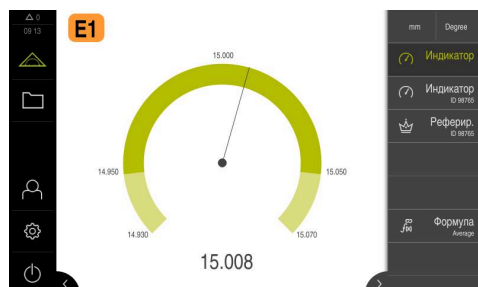 0
09 13
E1
mm Degree
Индикатор
Индикатор
ID 98765
Реферир.
ID 98765
Формула
Average
15.000
14.950
15.050
14.930
15.070
15.008